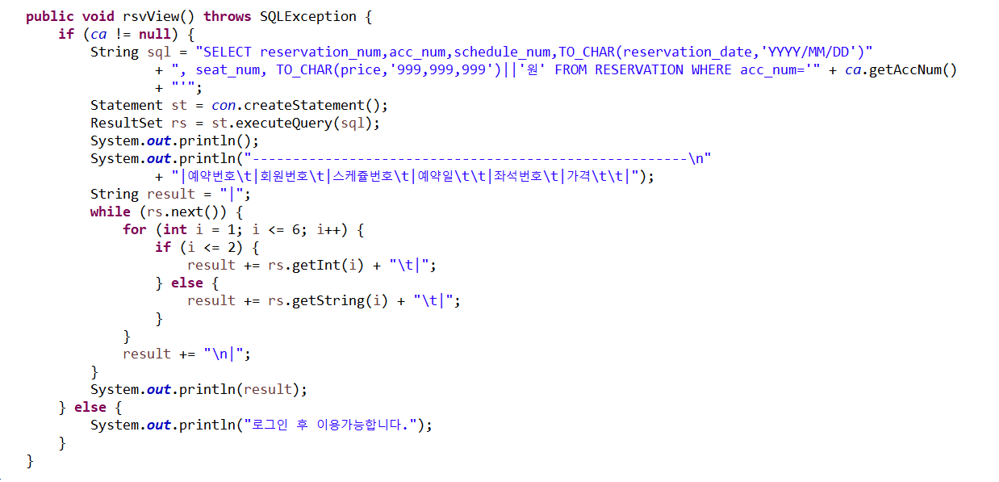 public void rsvView() throws SQLException {
if (ca != null) {
String sql = "SELECT reservation_num,acc_num,schedule_num,TO_CHAR(reservation_date,'YYYY/MM/DD')"
+ ", seat_num, TO_CHAR(price,'999,999,999')||'원' FROM RESERVATION WHERE acc_num='" + ca.getAccNum()
+ "'";
Statement st = con.createStatement();
ResultSet rs = st.executeQuery(sql);
System.out.println();
System.out.println("------------------------------------------------------\n"
+ "|예약번호\t|회원번호\t|스케쥴번호\t|예약일\t\t|좌석번호\t|가격\t\t|");
String result = "|";
while (rs.next()) {
for (int i = 1; i <= 6; i++) {
if (i <= 2) {
result += rs.getInt(i) + "\t|";
} else {
result += rs.getString(i) + "\t|";
}
}
result += "\n|";
}
System.out.println(result);
} else {
System.out.println("로그인 후 이용가능합니다.");
}
}